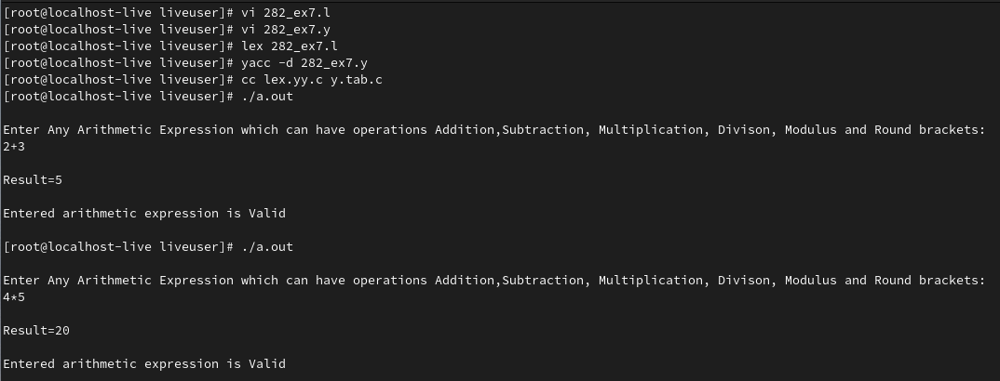 [root@localhost-live liveuser]# vi 282_ex7.l
[root@localhost-live liveuser]# vi 282_ex7.y
[root@localhost-live liveuser]# lex 282_ex7.l
[root@localhost-live liveuser]# yacc -d 282_ex7.y
[root@localhost-live liveuser]# cc lex.yy.c y.tab.c
[root@localhost-live liveuser]# ./a.out
Enter Any Arithmetic Expression which can have operations Addition,Subtraction, Multiplication, Divison, Modulus and Round brackets:
2+3
Result=5
Entered arithmetic expression is Valid
[root@localhost-live liveuser]# ./a.out
Enter Any Arithmetic Expression which can have operations Addition,Subtraction, Multiplication, Divison, Modulus and Round brackets:
4*5
Result=20
Entered arithmetic expression is Valid